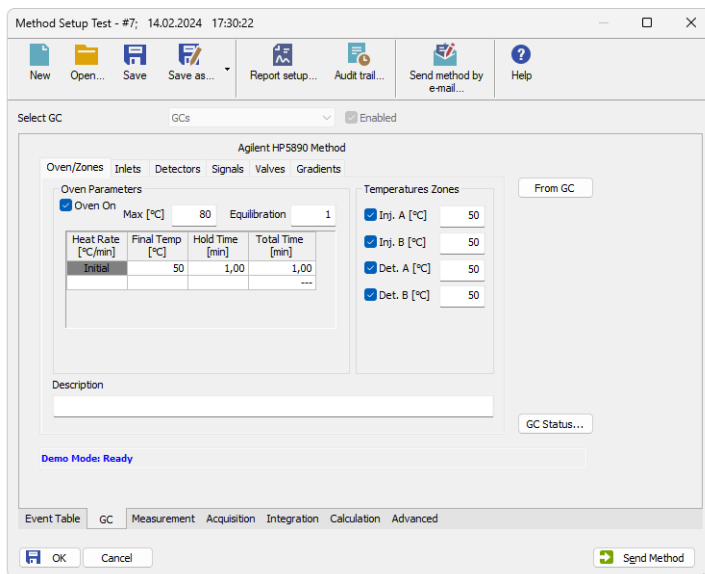 Method Setup Test - #7; 14.02.2024 17:30:22
New Open... Save Save as... Report setup... Audit trail... Send method by e-mail... Help
Select GC GCs Enabled
Agilent HP5890 Method
Oven/Zones Inlets Detectors Signals Valves Gradients
Oven Parameters Temperatures Zones From GC
Oven On Max [°C] 80 Equilibration 1 Inj. A [°C] 50
Heat Rate [°C/min] Final Temp [°C] Hold Time [min] Total Time [min]
Inj. B [°C] 50
Initial 50 1,00 1,00 Det. A [°C] 50
---
Det. B [°C] 50
Description
GC Status...
Demo Mode: Ready
Event Table GC Measurement Acquisition Integration Calculation Advanced
OK Cancel Send Method